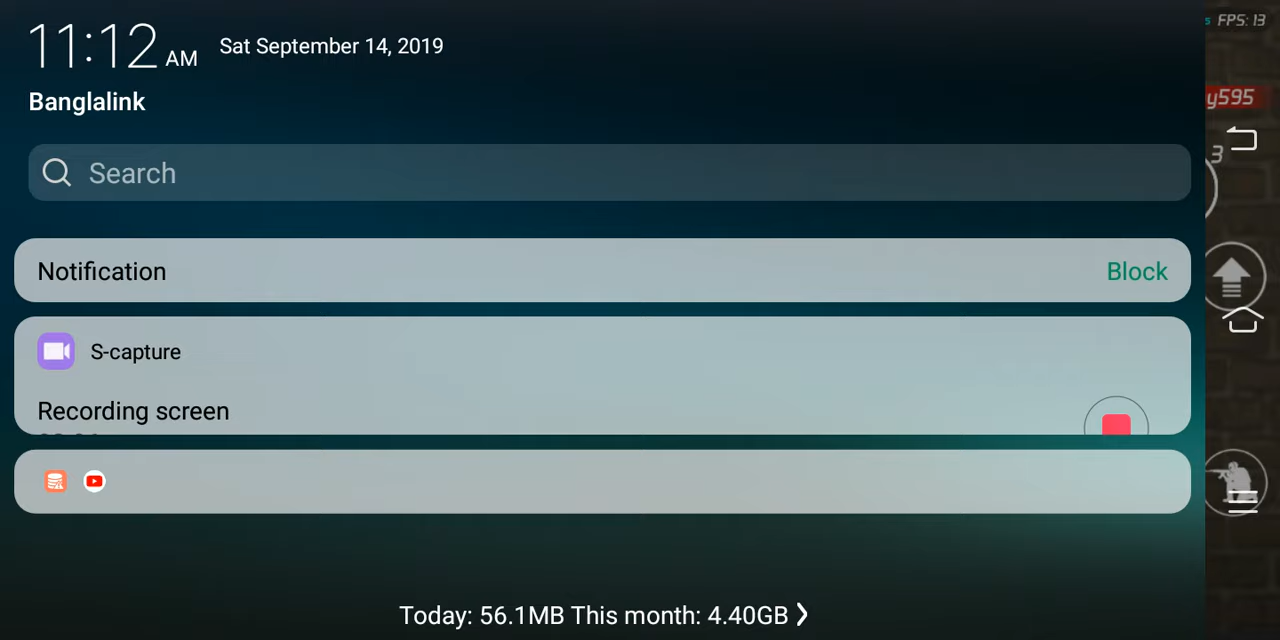 11:12 AM Sat September 14, 2019
FPS: 13
Banglalink
y595
3
Search
Notification Block
S-capture
Recording screen
Today: 56.1MB This month: 4.40GB